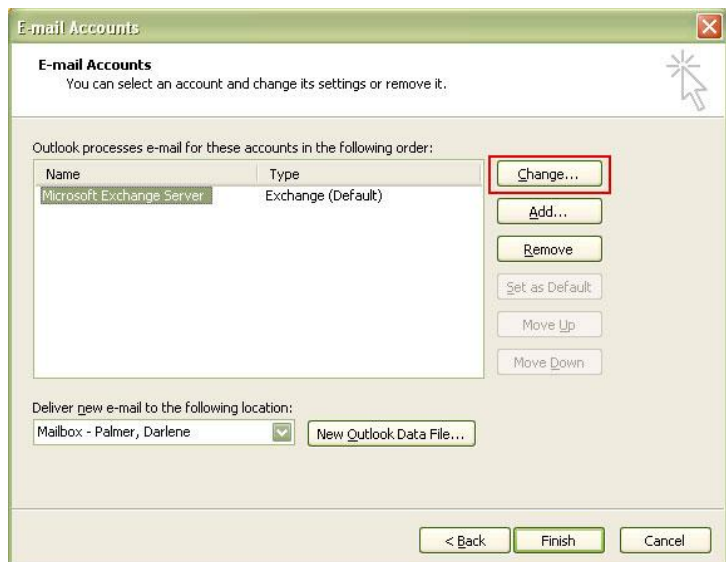 E-mail Accounts
E-mail Accounts
You can select an account and change its settings or remove it.
Outlook processes e-mail for these accounts in the following order:
Name Type
Microsoft Exchange Server Exchange (Default)
Change...
Add...
Remove
Set as Default
Move Up
Move Down
Deliver new e-mail to the following location:
Mailbox - Palmer, Darlene New Outlook Data File...
< Back Finish Cancel